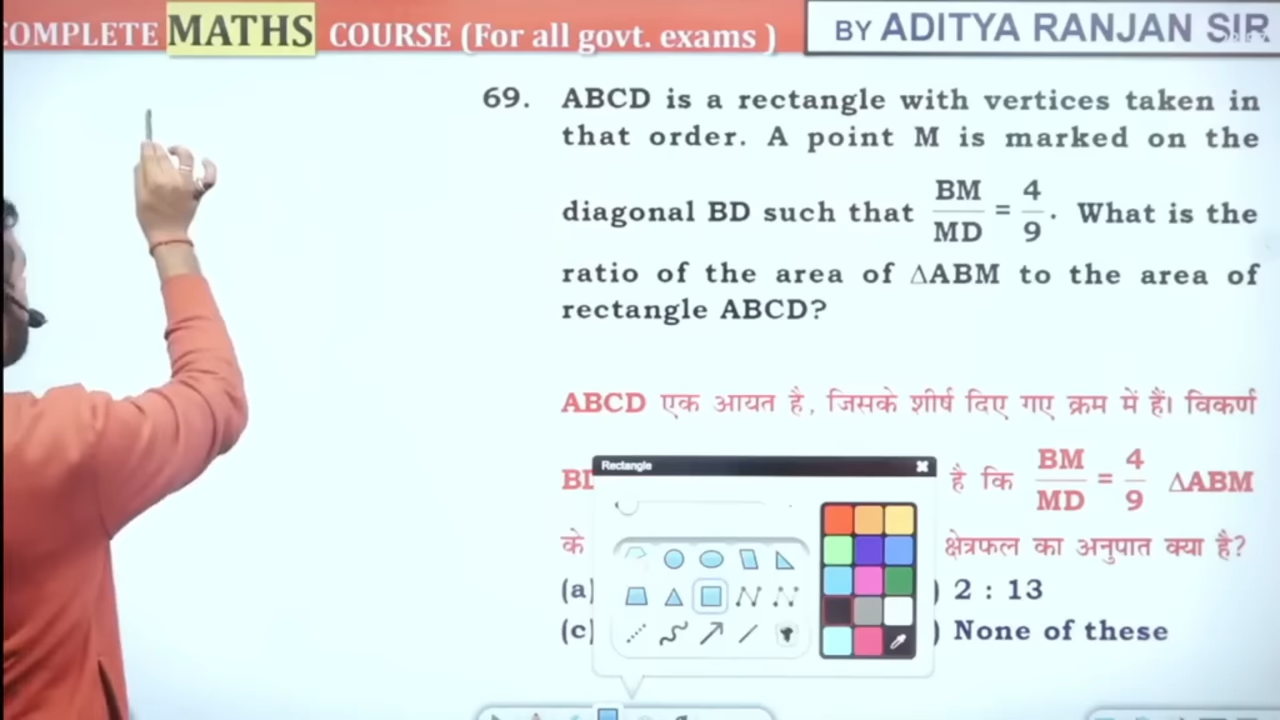 COMPLETE MATHS COURSE (For all govt. exams )
BY ADITYA RANJAN SIR
69. ABCD is a rectangle with vertices taken in
that order. A point M is marked on the
diagonal BD such that BM/MD = 4/9. What is the
ratio of the area of ΔABM to the area of
rectangle ABCD?
ABCD एक आयत है, जिसके शीर्ष दिए गए क्रम में हैं। विकर्ण
है कि BM/MD = 4/9 ΔABM
के क्षेत्रफल का अनुपात क्या है?
Rectangle
(a) 2 : 13
(c) None of these